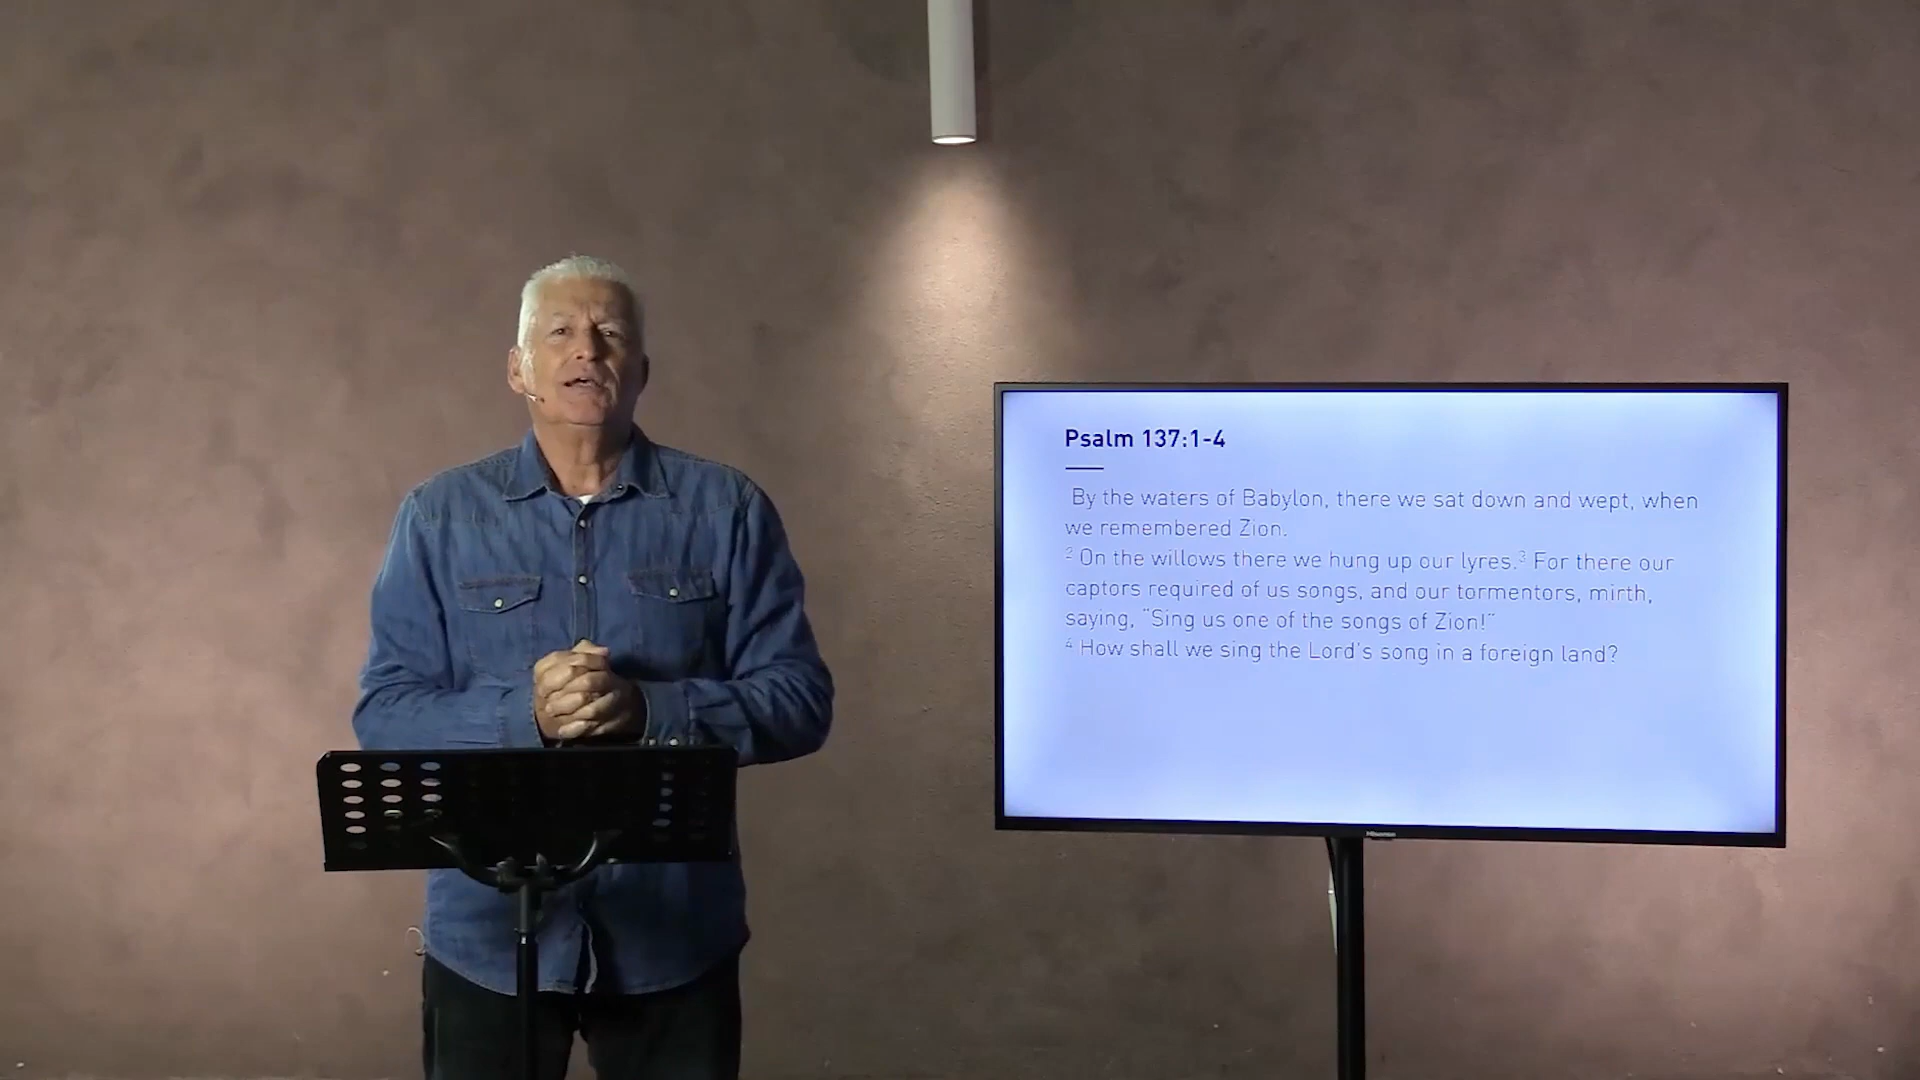 Psalm 137:1-4
By the waters of Babylon, there we sat down and wept, when
we remembered Zion.
² On the willows there we hung up our lyres.³ For there our
captors required of us songs, and our tormentors, mirth,
saying, "Sing us one of the songs of Zion!"
⁴ How shall we sing the Lord's song in a foreign land?
Hisense